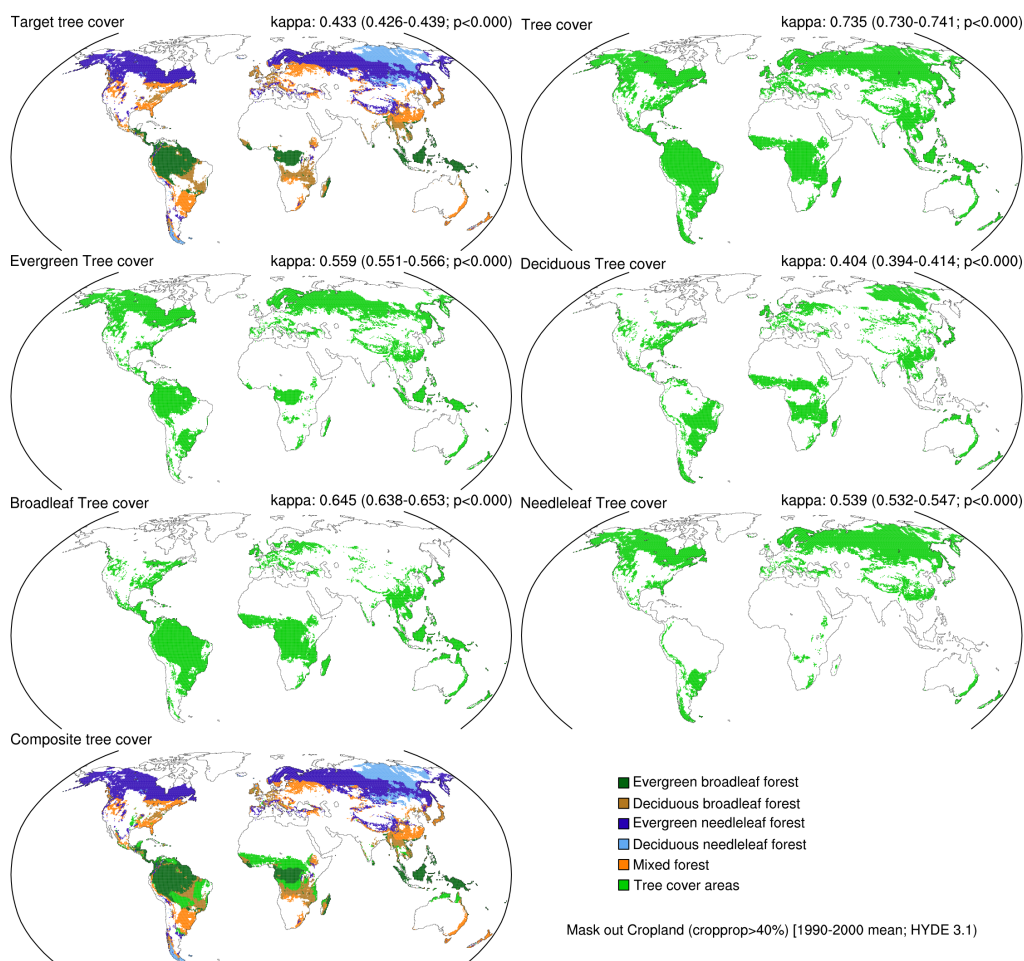 Target tree cover
kappa: 0.433 (0.426-0.439; p<0.000)
Tree cover
kappa: 0.735 (0.730-0.741; p<0.000)
Evergreen Tree cover
kappa: 0.559 (0.551-0.566; p<0.000)
Deciduous Tree cover
kappa: 0.404 (0.394-0.414; p<0.000)
Broadleaf Tree cover
kappa: 0.645 (0.638-0.653; p<0.000)
Needleleaf Tree cover
kappa: 0.539 (0.532-0.547; p<0.000)
Composite tree cover
Evergreen broadleaf forest
Deciduous broadleaf forest
Evergreen needleleaf forest
Deciduous needleleaf forest
Mixed forest
Tree cover areas
Mask out Cropland (cropprop>40%) [1990-2000 mean; HYDE 3.1)